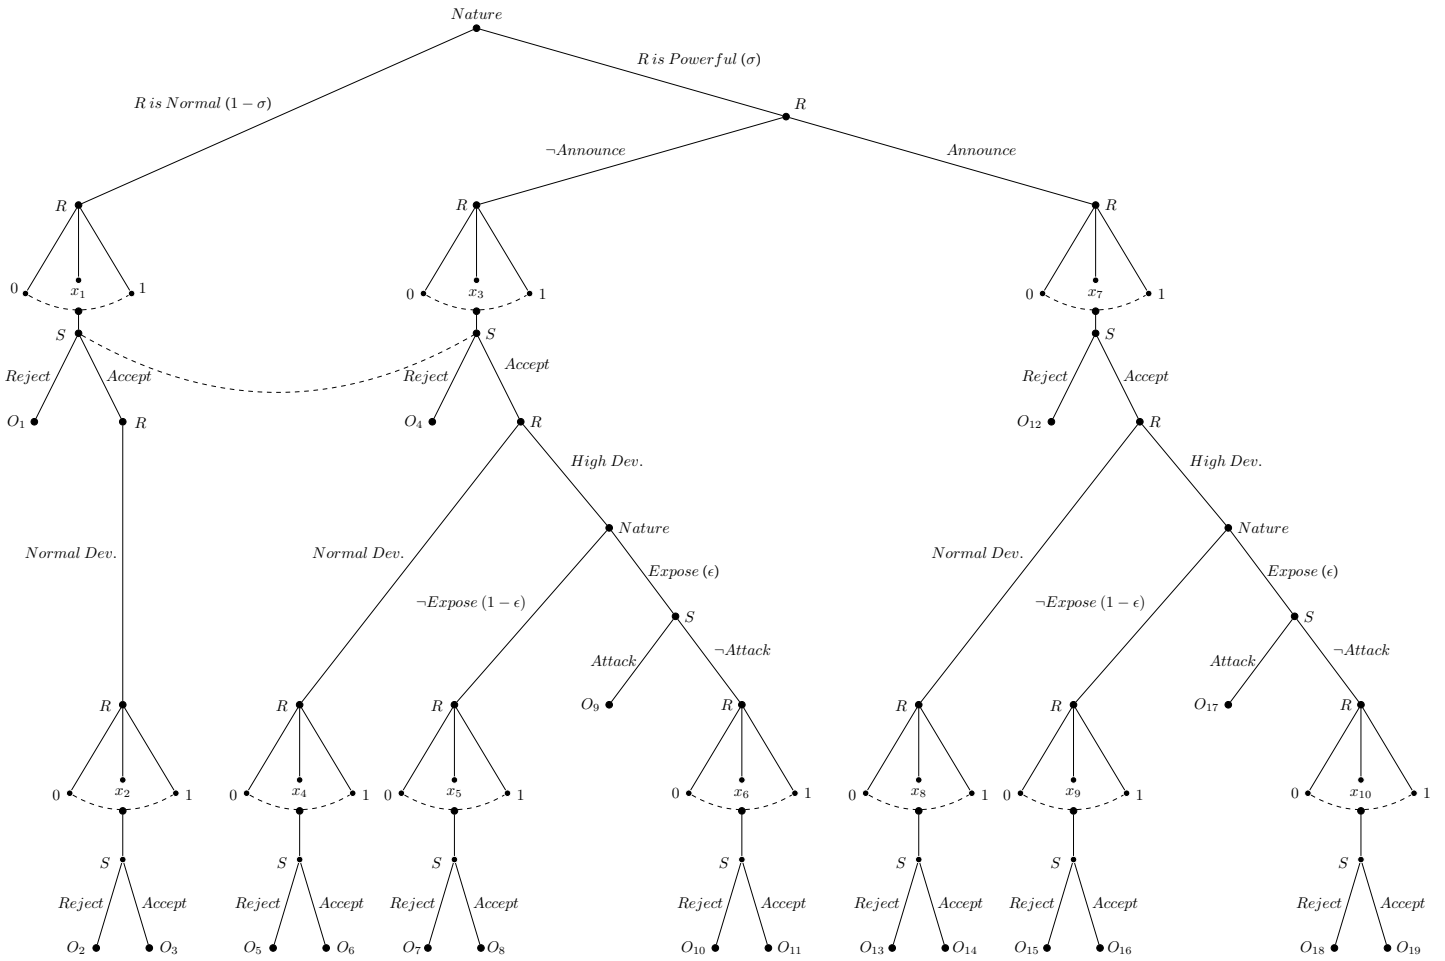 Nature
R is Powerful (σ)
R is Normal (1 − σ)
R
¬Announce
Announce
R
R
R
0
x₁
1
0
x₃
1
0
x₇
1
S
S
S
Reject
Accept
Reject
Accept
Reject
Accept
O₁
R
O₄
R
O₁₂
R
High Dev.
High Dev.
Nature
Nature
Normal Dev.
Normal Dev.
Normal Dev.
Expose (ϵ)
Expose (ϵ)
¬Expose (1 − ϵ)
¬Expose (1 − ϵ)
S
S
Attack
¬Attack
Attack
¬Attack
R
R
R
O₉
R
R
R
O₁₇
R
0
x₂
1
0
x₄
1
0
x₅
1
0
x₆
1
0
x₈
1
0
x₉
1
0
x₁₀
1
S
S
S
S
S
S
S
Reject
Accept
Reject
Accept
Reject
Accept
Reject
Accept
Reject
Accept
Reject
Accept
Reject
Accept
O₂
O₃
O₅
O₆
O₇
O₈
O₁₀
O₁₁
O₁₃
O₁₄
O₁₅
O₁₆
O₁₈
O₁₉